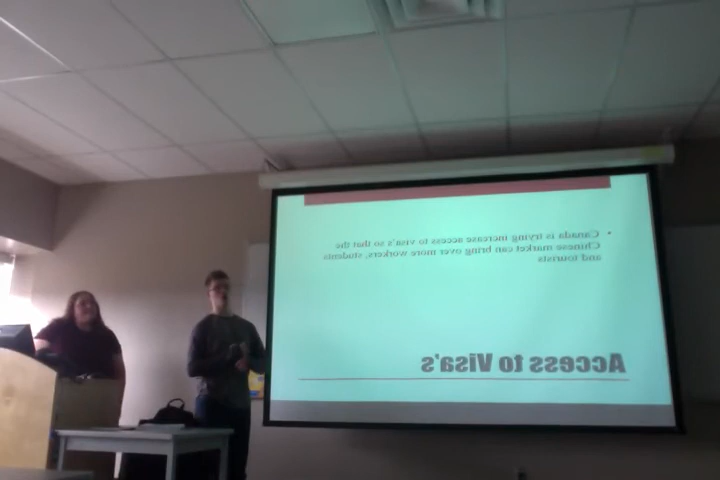 • Canada is trying increase access to visa's so that the
Chinese market can bring over more workers, students
and tourists
Access to Visa's